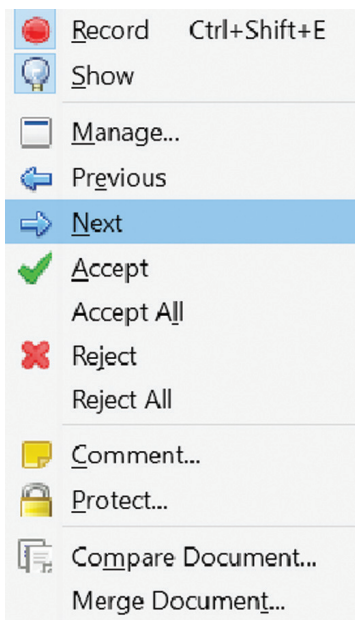 Record Ctrl+Shift+E
Show
Manage...
Previous
Next
Accept
Accept All
Reject
Reject All
Comment...
Protect...
Compare Document...
Merge Document...